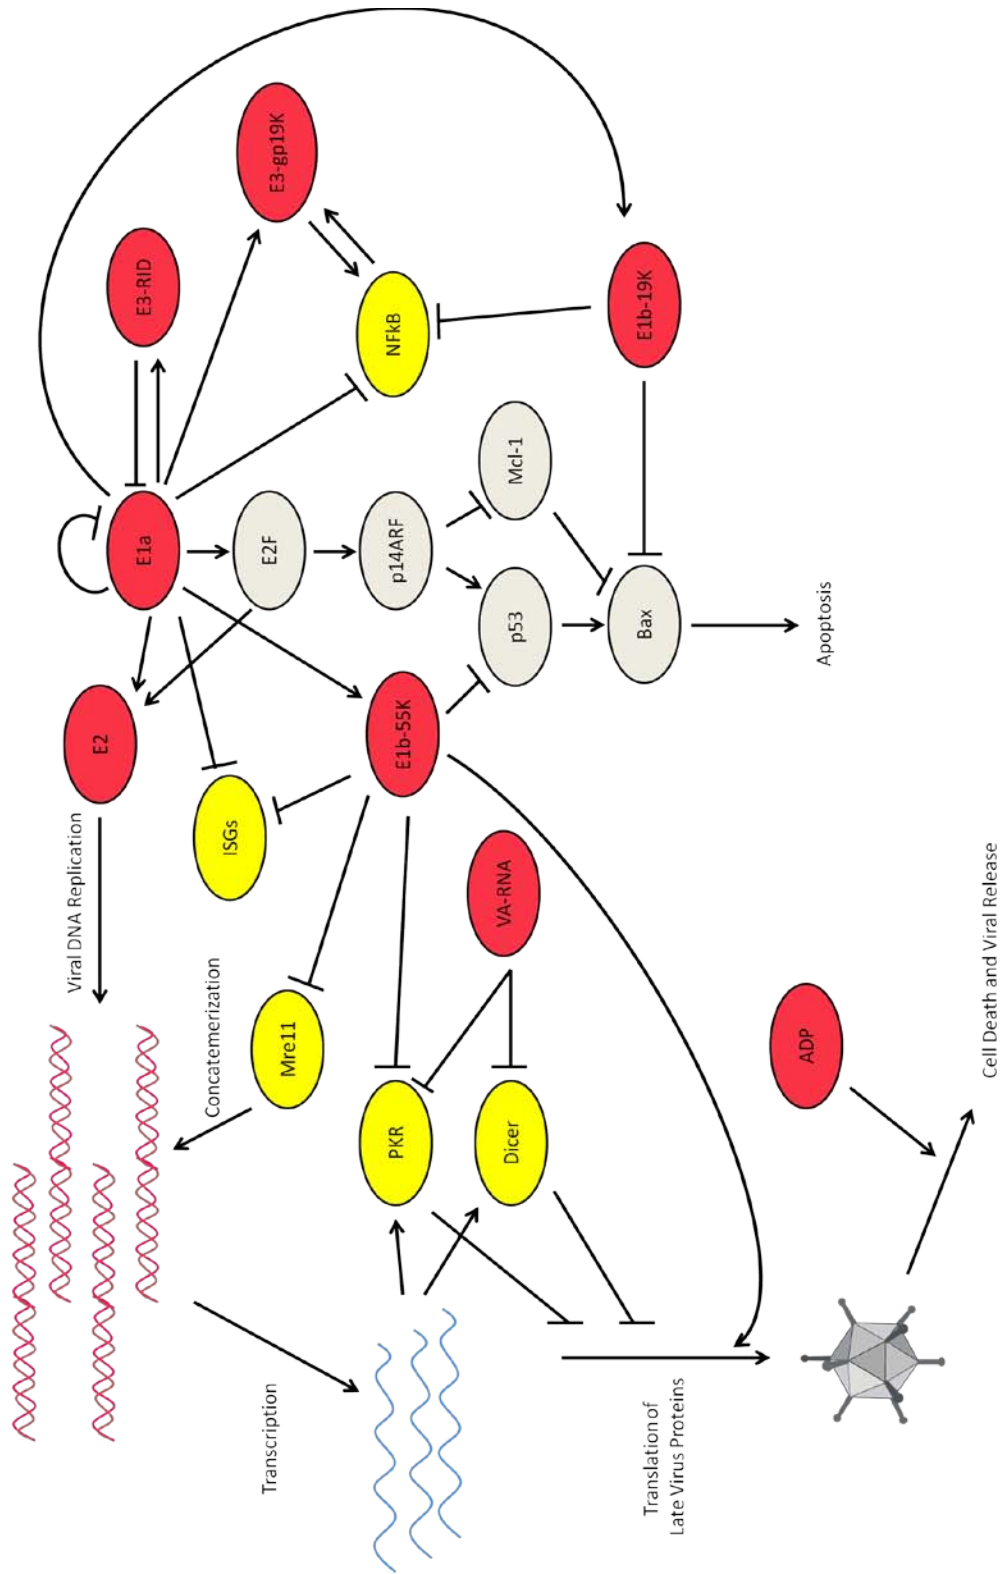 Viral DNA Replication
E2
E1a
E3-RID
E3-gp19K
ISGs
E2F
NFkB
Concatemerization
Mre11
E1b-55K
p14ARF
PKR
VA-RNA
p53
Mcl-1
Dicer
Transcription
Bax
E1b-19K
Translation of
Late Virus Proteins
ADP
Apoptosis
Cell Death and Viral Release